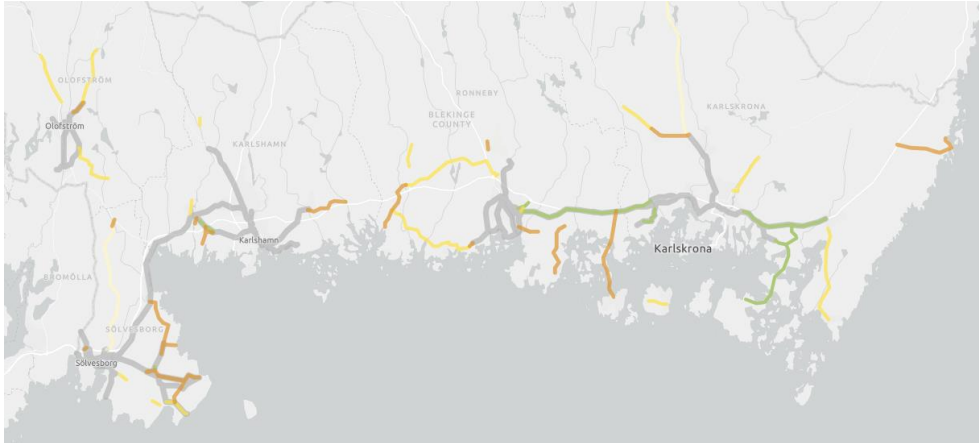 OLOFSTRÖM
Olofström
KARLSHAMN
Karlshamn
RONNEBY
BLEKINGE
COUNTY
KARLSKRONA
Karlskrona
BROMÖLLA
SÖLVESBORG
Sölvesborg